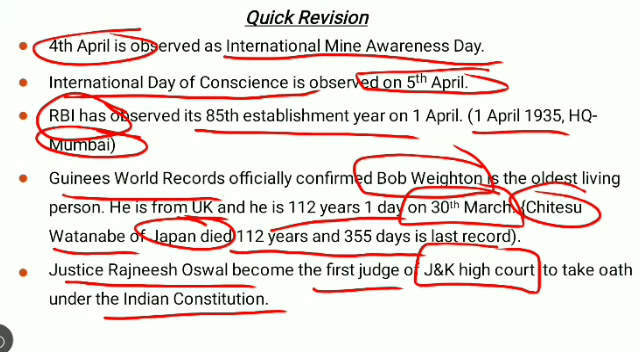 Quick Revision
4th April is observed as International Mine Awareness Day.
International Day of Conscience is observed on 5th April.
RBI has observed its 85th establishment year on 1 April. (1 April 1935, HQ-
Mumbai)
Guinees World Records officially confirmed Bob Weighton is the oldest living
person. He is from UK and he is 112 years 1 day on 30th March. {Chitesu
Watanabe of Japan died 112 years and 355 days is last record).
Justice Rajneesh Oswal become the first judge of J&K high court to take oath
under the Indian Constitution.